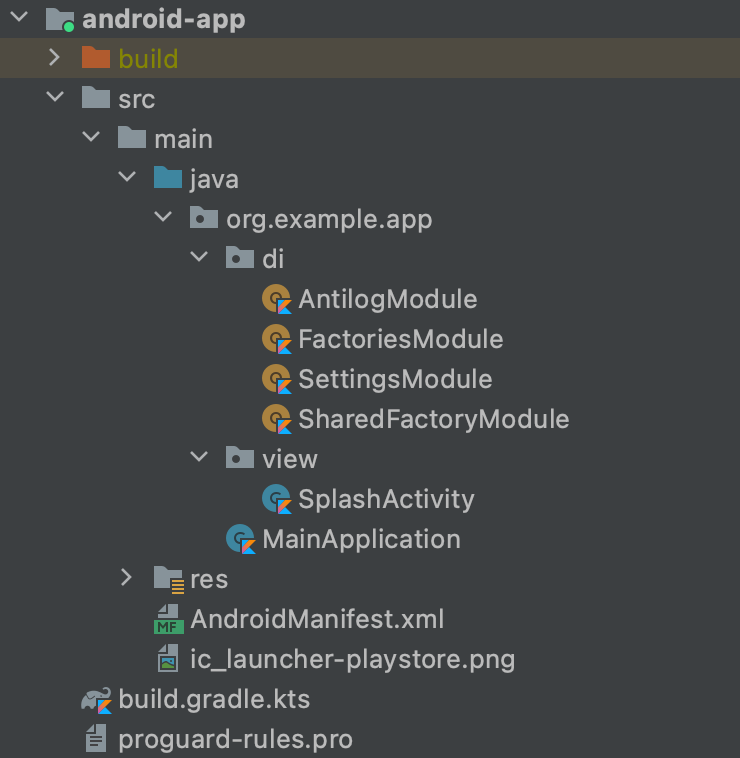 android-app
build
src
main
java
org.example.app
di
AntilogModule
FactoriesModule
SettingsModule
SharedFactoryModule
view
SplashActivity
MainApplication
res
MF AndroidManifest.xml
ic_launcher-playstore.png
build.gradle.kts
proguard-rules.pro